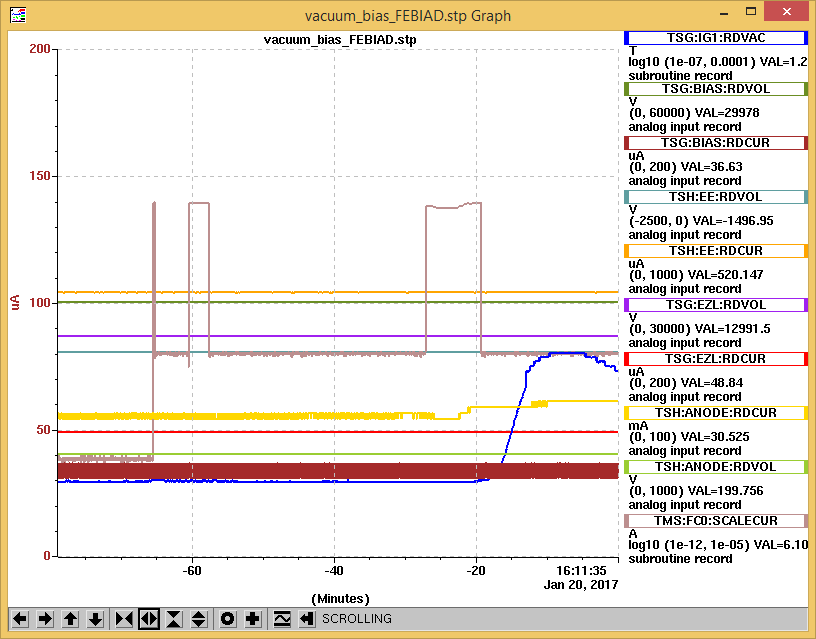 vacuum_bias_FEBIAD.stp Graph
vacuum_bias_FEBIAD.stp
200
150
100
50
0
uA
-60
-40
-20
16:11:35
Jan 20, 2017
(Minutes)
TSG:IG1:RDVAC
T
log10 (1e-07, 0.0001) VAL=1.2
subroutine record
TSG:BIAS:RDVOL
V
(0, 60000) VAL=29978
analog input record
TSG:BIAS:RDCUR
uA
(0, 200) VAL=36.63
analog input record
TSH:EE:RDVOL
V
(-2500, 0) VAL=-1496.95
analog input record
TSH:EE:RDCUR
uA
(0, 1000) VAL=520.147
analog input record
TSG:EZL:RDVOL
V
(0, 30000) VAL=12991.5
analog input record
TSG:EZL:RDCUR
uA
(0, 200) VAL=48.84
analog input record
TSH:ANODE:RDCUR
mA
(0, 100) VAL=30.525
analog input record
TSH:ANODE:RDVOL
V
(0, 1000) VAL=199.756
analog input record
TMS:FC0:SCALECUR
A
log10 (1e-12, 1e-05) VAL=6.10
subroutine record
SCROLLING